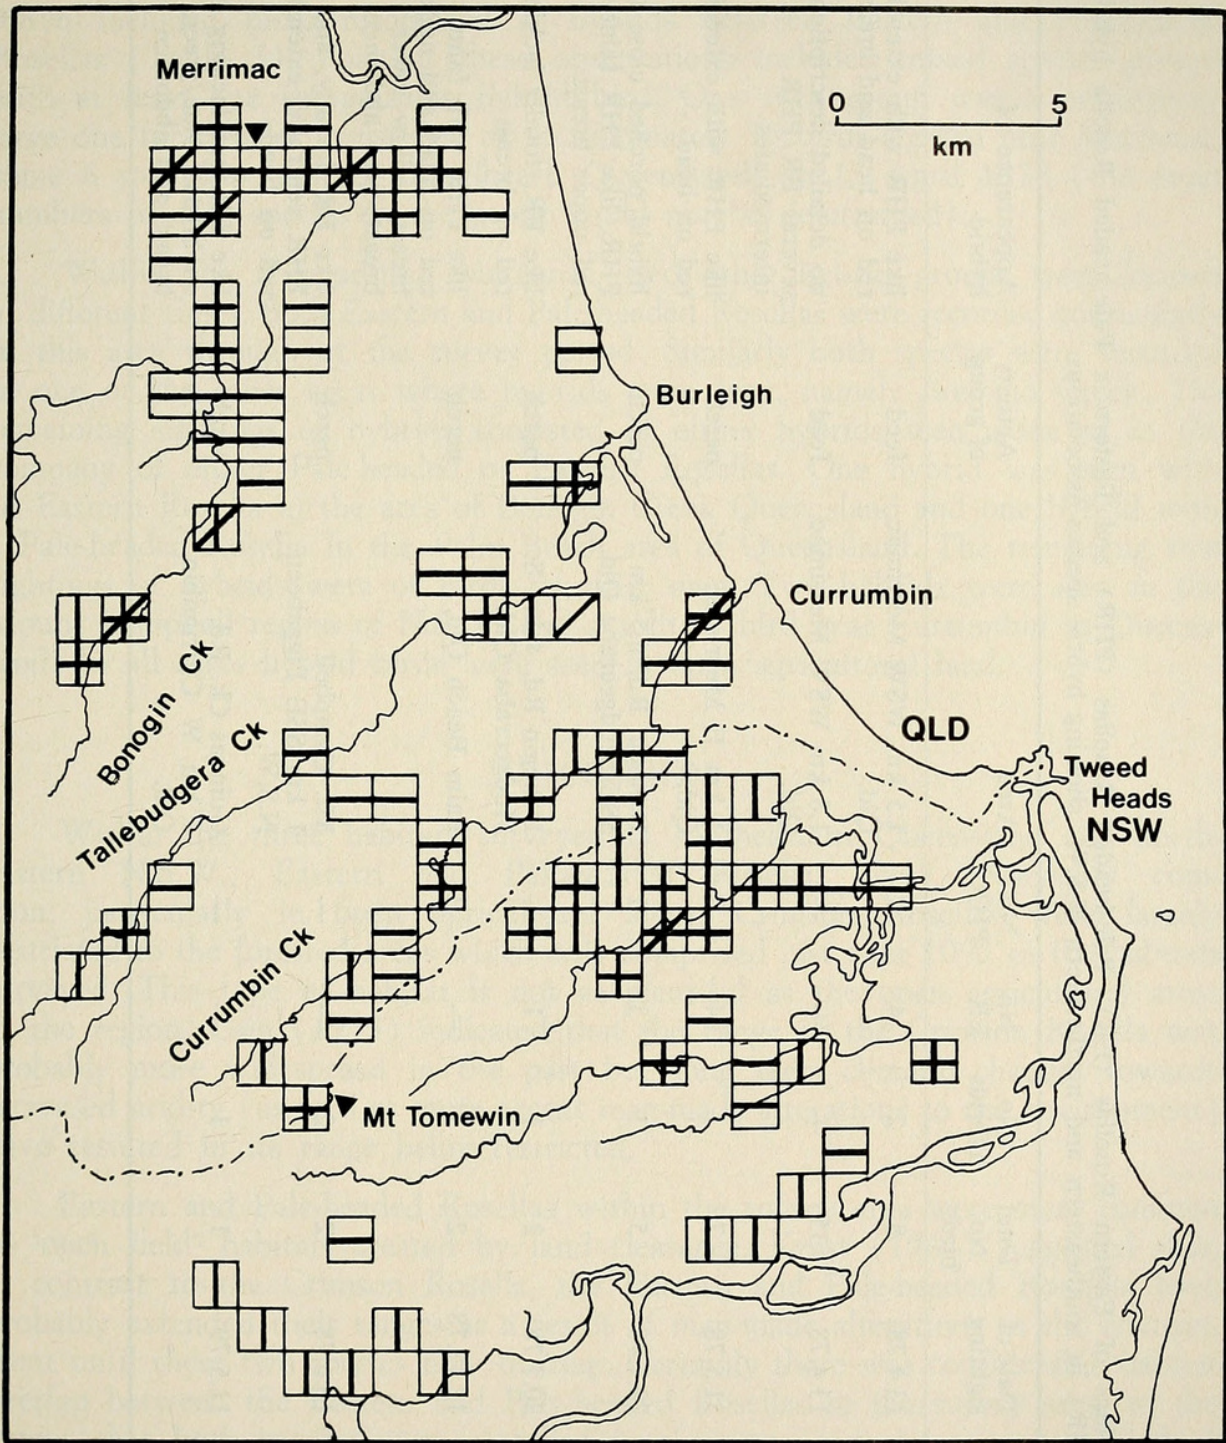 Merrimac
0 5
km
Burleigh
Currumbin
Bonogin Ck
Tallebudgera Ck
QLD
Tweed
Heads
NSW
Currumbin Ck
Mt Tomewin